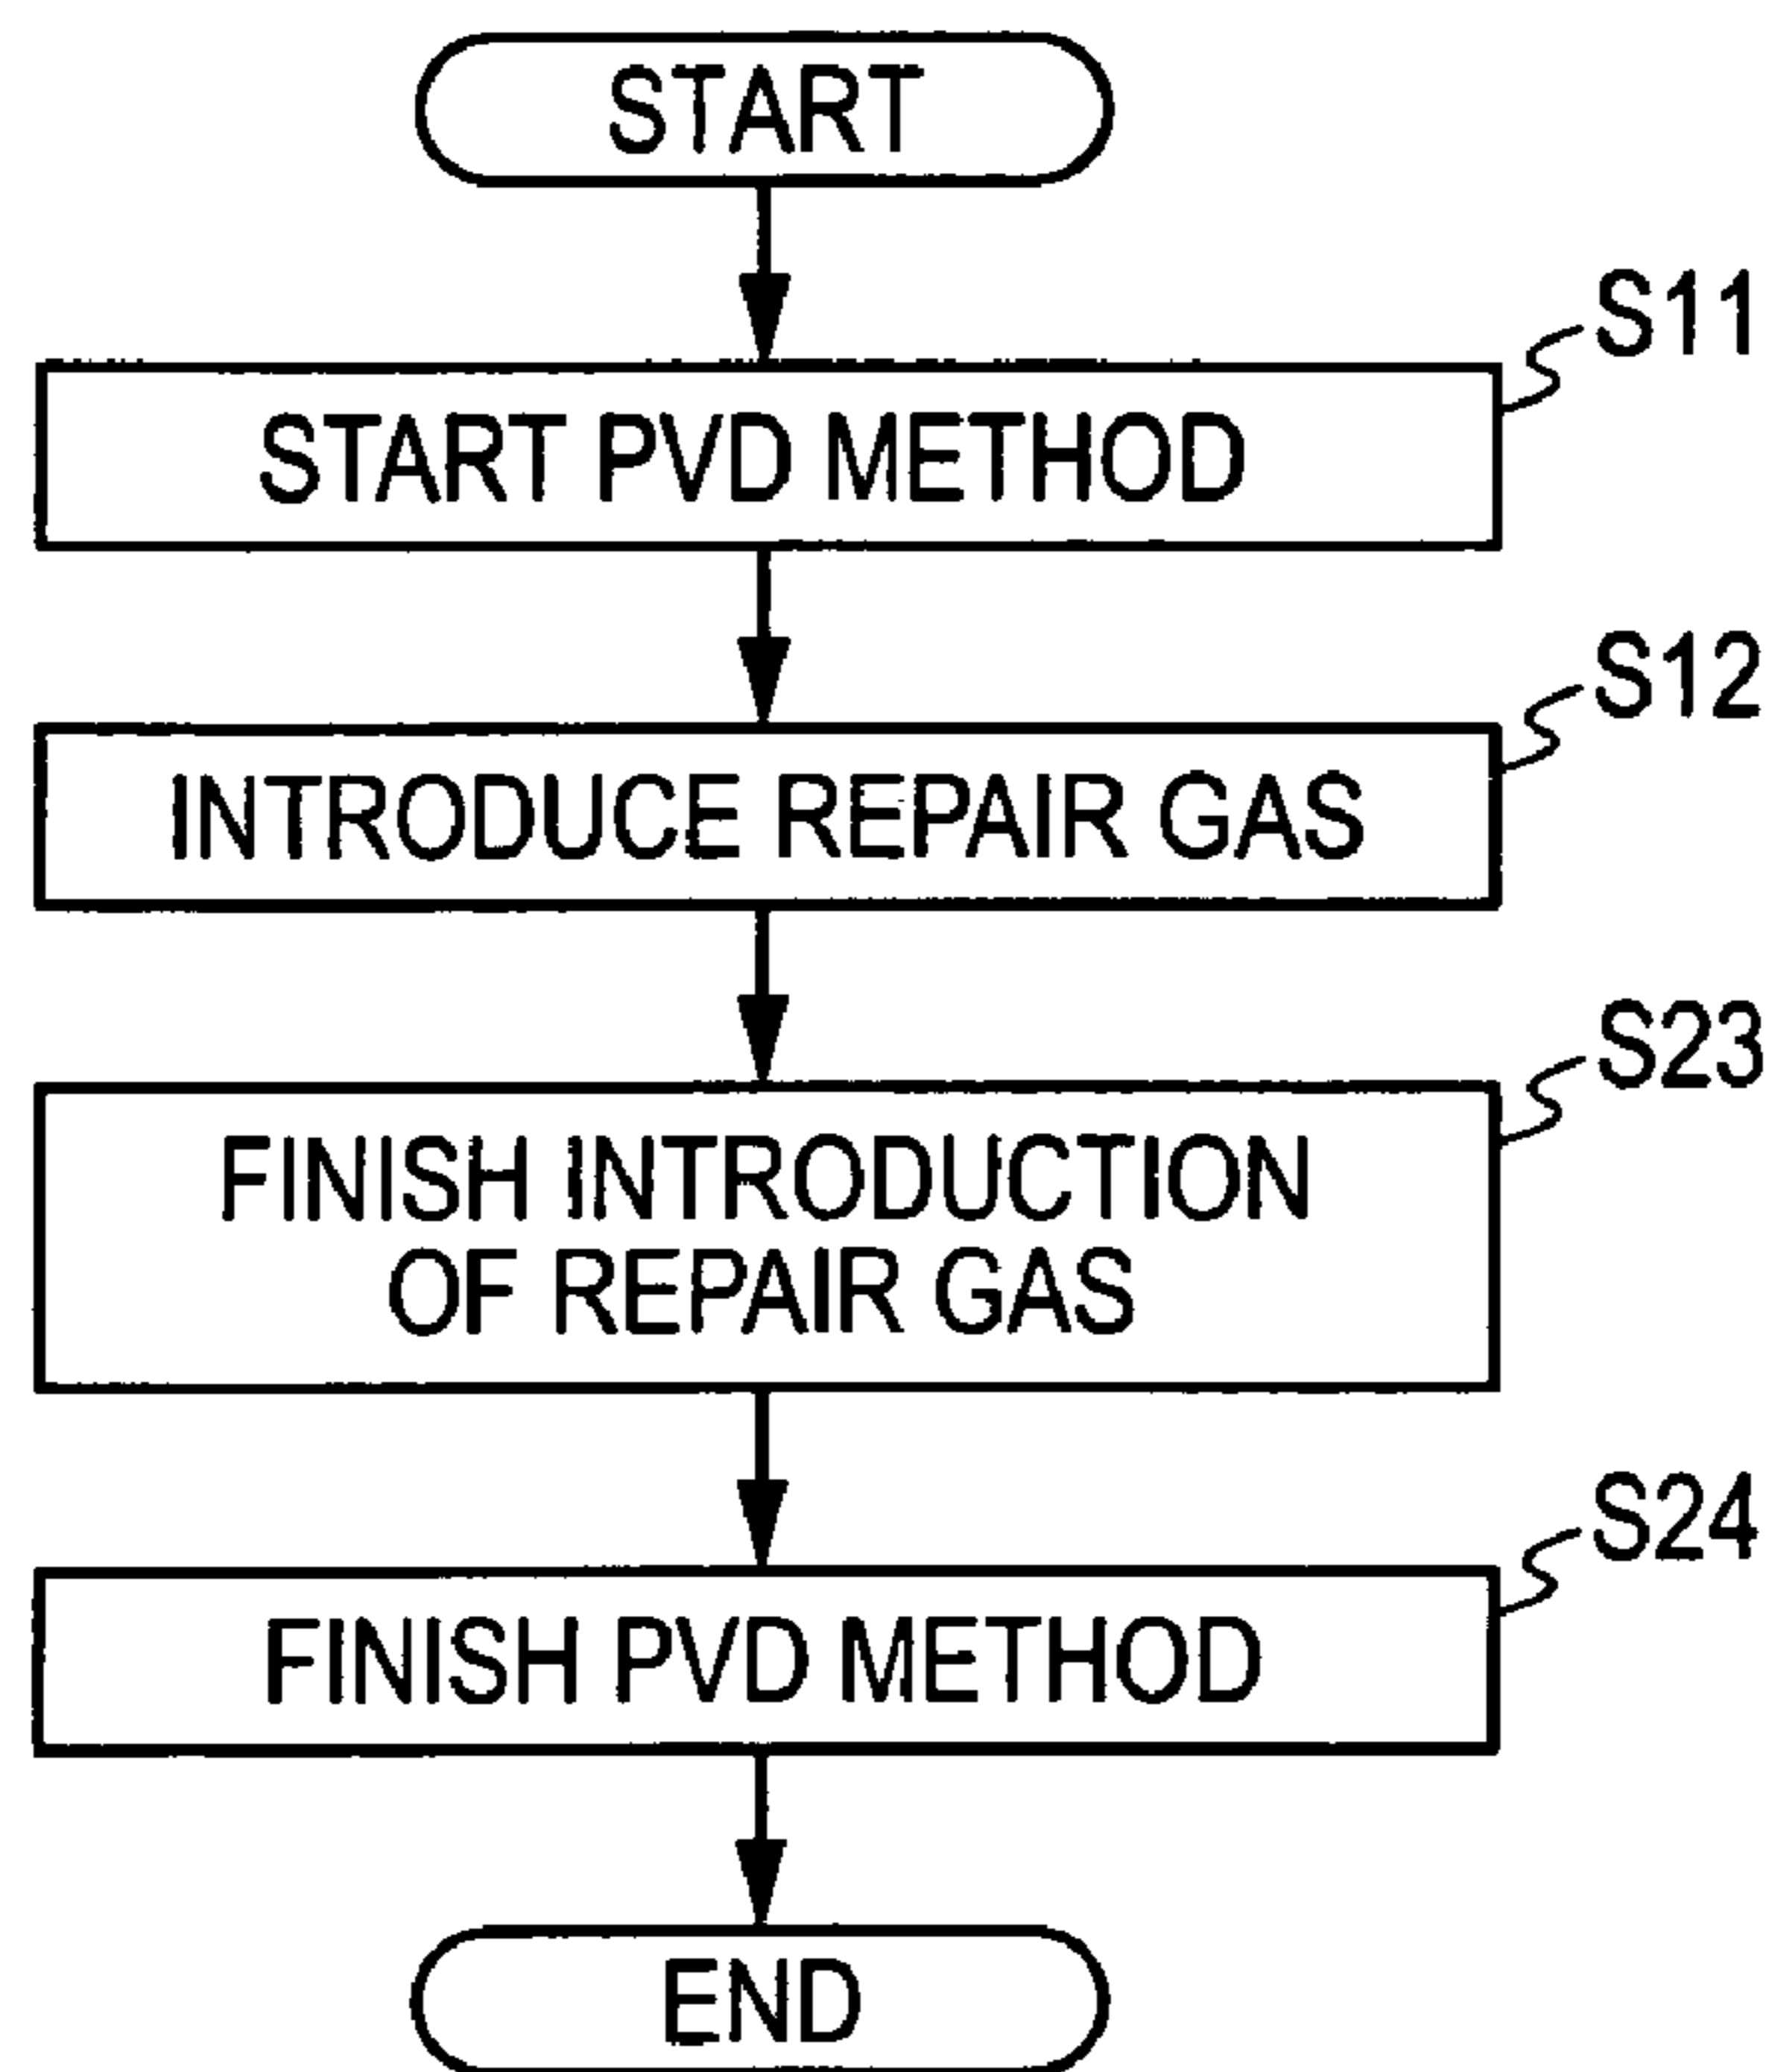 START
S11
START PVD METHOD
S12
INTRODUCE REPAIR GAS
S23
FINISH INTRODUCTION
OF REPAIR GAS
S24
FINISH PVD METHOD
END